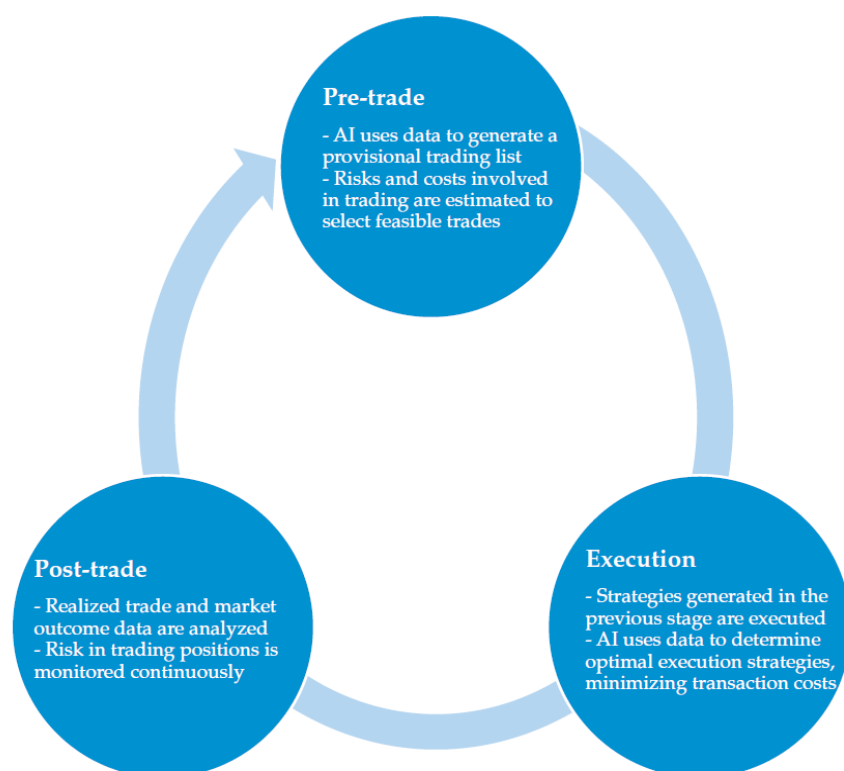 Pre-trade
- AI uses data to generate a
provisional trading list
- Risks and costs involved
in trading are estimated to
select feasible trades
Post-trade
- Realized trade and market
outcome data are analyzed
- Risk in trading positions is
monitored continuously
Execution
- Strategies generated in the
previous stage are executed
- AI uses data to determine
optimal execution strategies,
minimizing transaction costs